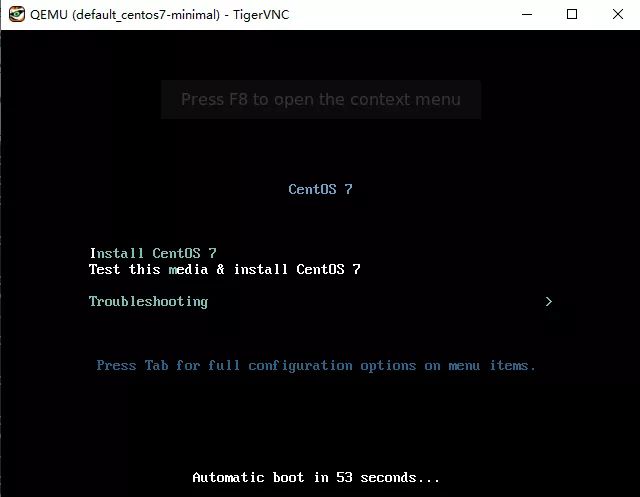 QEMU (default_centos7-minimal) - TigerVNC
Press F8 to open the context menu
CentOS 7
Install CentOS 7
Test this media & install CentOS 7
Troubleshooting >
Press Tab for full configuration options on menu items.
Automatic boot in 53 seconds...